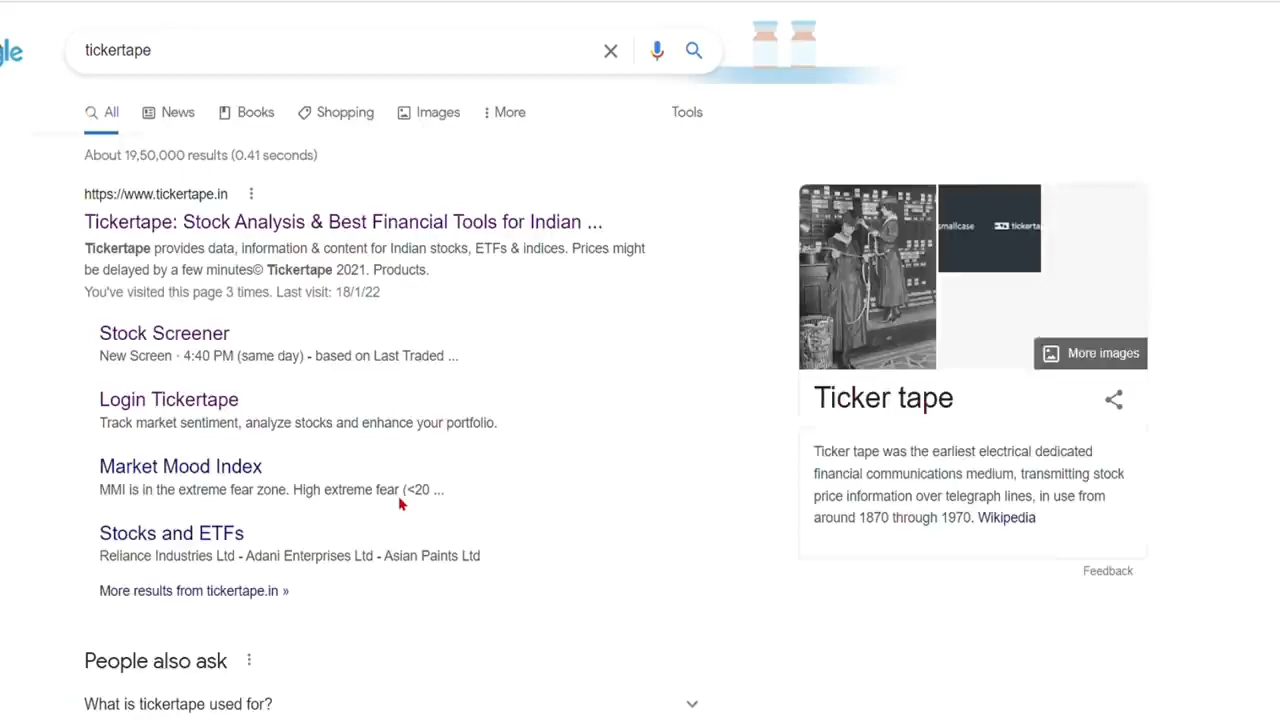 gle
tickertape
All News Books Shopping Images More Tools
About 19,50,000 results (0.41 seconds)
https://www.tickertape.in
Tickertape: Stock Analysis & Best Financial Tools for Indian ...
Tickertape provides data, information & content for Indian stocks, ETFs & indices. Prices might
be delayed by a few minutes© Tickertape 2021. Products.
You've visited this page 3 times. Last visit: 18/1/22
Stock Screener
New Screen · 4:40 PM (same day) - based on Last Traded ...
Login Tickertape
Track market sentiment, analyze stocks and enhance your portfolio.
Market Mood Index
MMI is in the extreme fear zone. High extreme fear (<20 ...
Stocks and ETFs
Reliance Industries Ltd - Adani Enterprises Ltd - Asian Paints Ltd
More results from tickertape.in »
People also ask
What is tickertape used for?
smallcase tickerta
More images
Ticker tape
Ticker tape was the earliest electrical dedicated
financial communications medium, transmitting stock
price information over telegraph lines, in use from
around 1870 through 1970. Wikipedia
Feedback